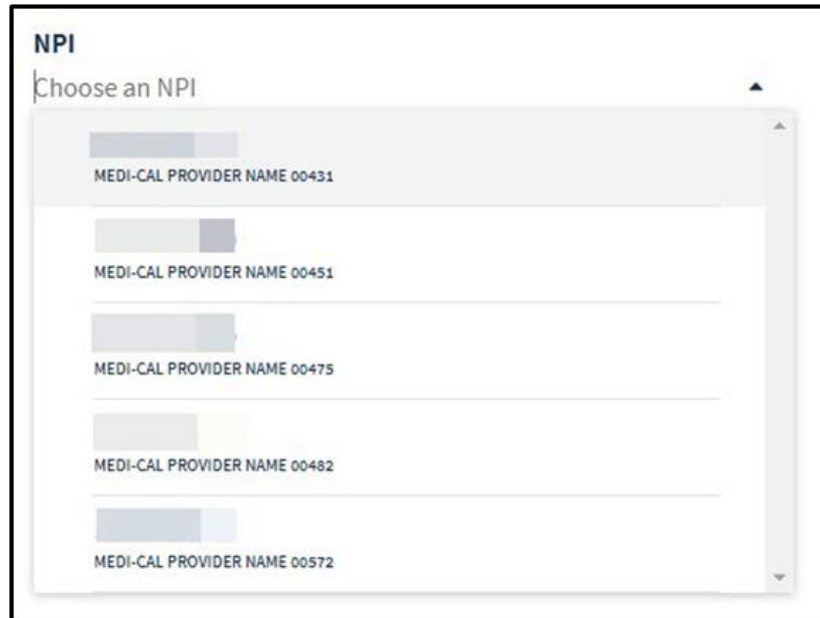 NPI
Choose an NPI
MEDI-CAL PROVIDER NAME 00431
MEDI-CAL PROVIDER NAME 00451
MEDI-CAL PROVIDER NAME 00475
MEDI-CAL PROVIDER NAME 00482
MEDI-CAL PROVIDER NAME 00572